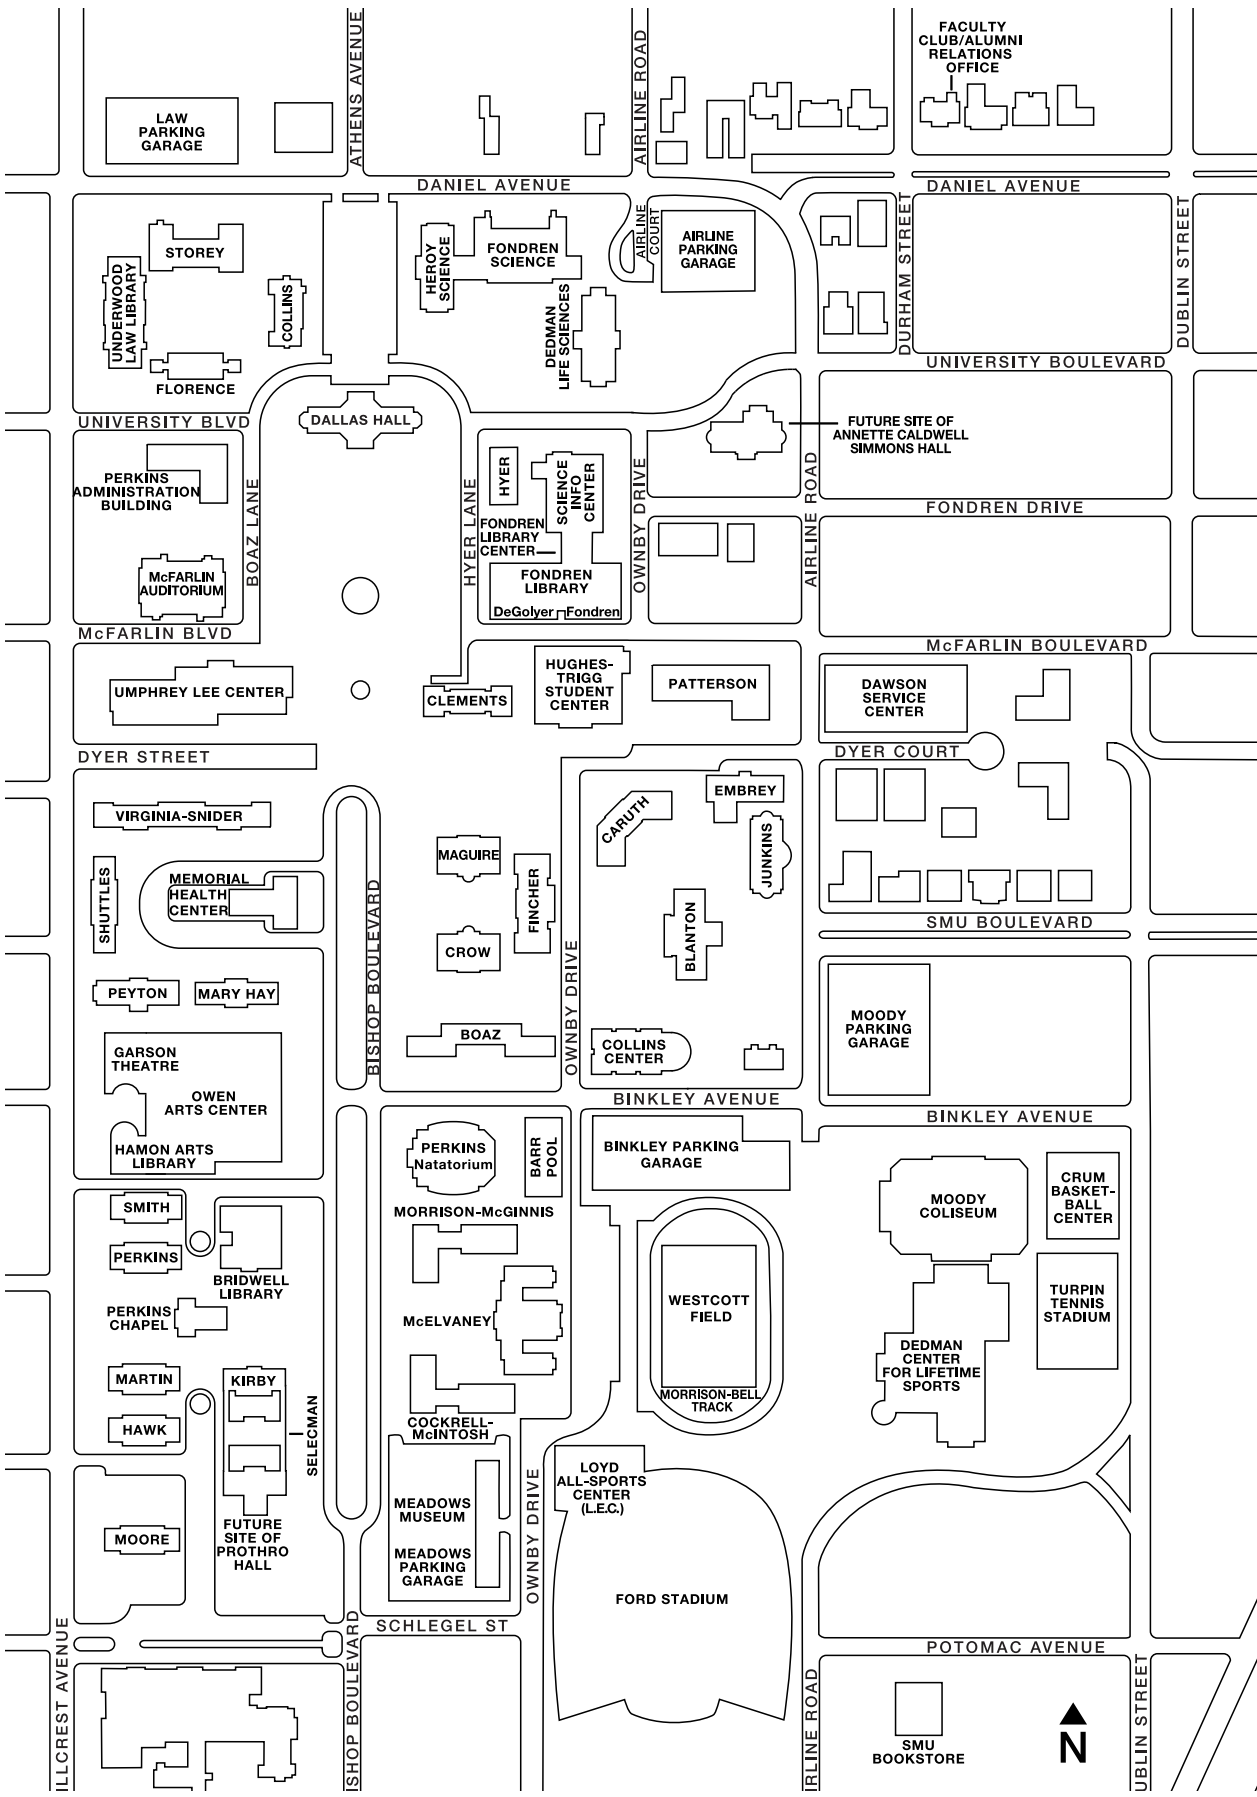 FACULTY
CLUB/ALUMNI
RELATIONS
OFFICE
ATHENS AVENUE
AIRLINE ROAD
LAW
PARKING
GARAGE
DANIEL AVENUE
DANIEL AVENUE
STOREY
HEROY
SCIENCE
FONDREN
SCIENCE
AIRLINE
COURT
AIRLINE
PARKING
GARAGE
DURHAM STREET
DUBLIN STREET
UNDERWOOD
LAW LIBRARY
COLLINS
DEDMAN
LIFE SCIENCES
FLORENCE
UNIVERSITY BOULEVARD
UNIVERSITY BLVD
DALLAS HALL
FUTURE SITE OF
ANNETTE CALDWELL
SIMMONS HALL
PERKINS
ADMINISTRATION
BUILDING
BOAZ LANE
HYER LANE
HYER
SCIENCE
INFO
CENTER
OWNBY DRIVE
AIRLINE ROAD
FONDREN DRIVE
FONDREN
LIBRARY
CENTER
McFARLIN
AUDITORIUM
FONDREN
LIBRARY
DeGolyer
Fondren
McFARLIN BLVD
McFARLIN BOULEVARD
UMPHREY LEE CENTER
CLEMENTS
HUGHES-
TRIGG
STUDENT
CENTER
PATTERSON
DAWSON
SERVICE
CENTER
DYER STREET
DYER COURT
VIRGINIA-SNIDER
CARUTH
EMBREY
JUNKINS
MAGUIRE
SHUTTLES
MEMORIAL
HEALTH
CENTER
BISHOP BOULEVARD
FINCHER
CROW
OWNBY DRIVE
BLANTON
SMU BOULEVARD
PEYTON
MARY HAY
BOAZ
COLLINS
CENTER
MOODY
PARKING
GARAGE
GARSON
THEATRE
OWEN
ARTS CENTER
HAMON ARTS
LIBRARY
BINKLEY AVENUE
BINKLEY AVENUE
PERKINS
Natatorium
BARR
POOL
BINKLEY PARKING
GARAGE
MOODY
COLISEUM
CRUM
BASKET-
BALL
CENTER
SMITH
PERKINS
BRIDWELL
LIBRARY
MORRISON-McGINNIS
PERKINS
CHAPEL
McELVANEY
WESTCOTT
FIELD
MORRISON-BELL
TRACK
TURPIN
TENNIS
STADIUM
DEDMAN
CENTER
FOR LIFETIME
SPORTS
MARTIN
KIRBY
HAWK
SELECMAN
COCKRELL-
McINTOSH
LOYD
ALL-SPORTS
CENTER
(L.E.C.)
MOORE
FUTURE
SITE OF
PROTHRO
HALL
MEADOWS
MUSEUM
MEADOWS
PARKING
GARAGE
OWNBY DRIVE
FORD STADIUM
SCHLEGEL ST
POTOMAC AVENUE
ILLCREST AVENUE
ISHOP BOULEVARD
IRLINE ROAD
UBLIN STREET
SMU
BOOKSTORE
N